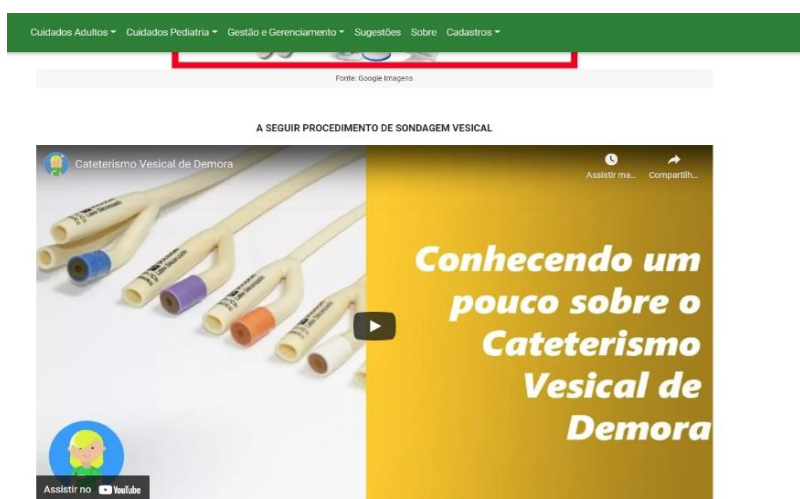 Cuidados Adultos Cuidados Pediatria Gestão e Gerenciamento Sugestões Sobre Cadastros
Fonte: Google Imagens
A SEGUIR PROCEDIMENTO DE SONDAGEM VESICAL
Cateterismo Vesical de Demora
Assistir ma... Compartilh...
Conhecendo um
pouco sobre o
Cateterismo
Vesical de
Demora
Assistir no YouTube